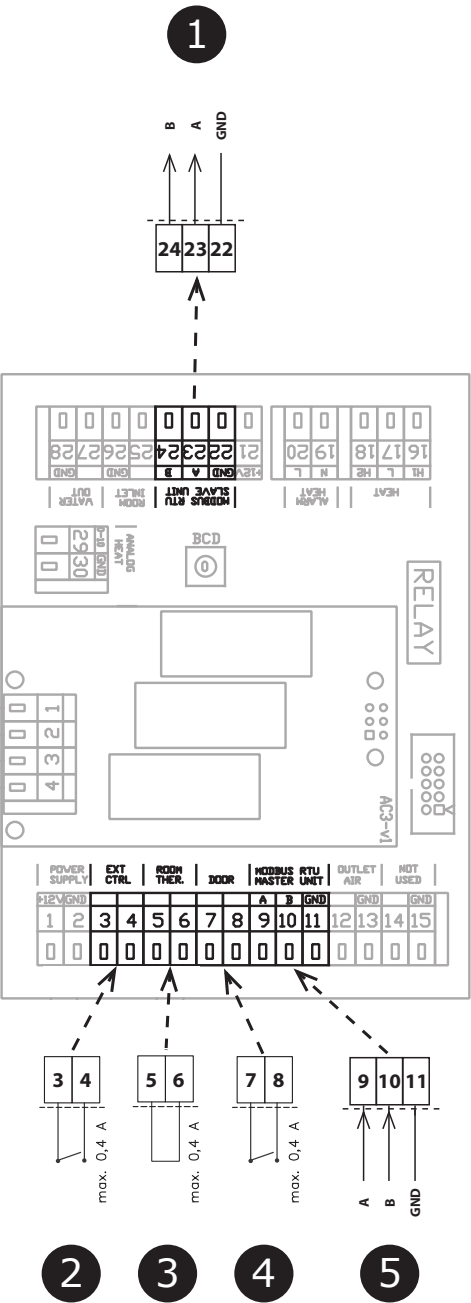 1
B A GND
24 23 22
28 27 26 25 24 23 22 21 20 19 18 17 16
GND GND B A GND +12V L N H2 L H1
WATER OUT ROOM INLET MODBUS RTU SLAVE UNIT ALARM HEAT HEAT
29 30
0-10 GND
ANALOG HEAT
BCD
0
RELAY
1
2
3
4
AC3-v1
POWER SUPPLY EXT CTRL ROOM THER. DOOR MODBUS RTU MASTER UNIT OUTLET AIR NOT USED
+12V GND A B GND GND GND
1 2 3 4 5 6 7 8 9 10 11 12 13 14 15
3 4 5 6 7 8 9 10 11
max. 0,4 A max. 0,4 A max. 0,4 A A B GND
2 3 4 5